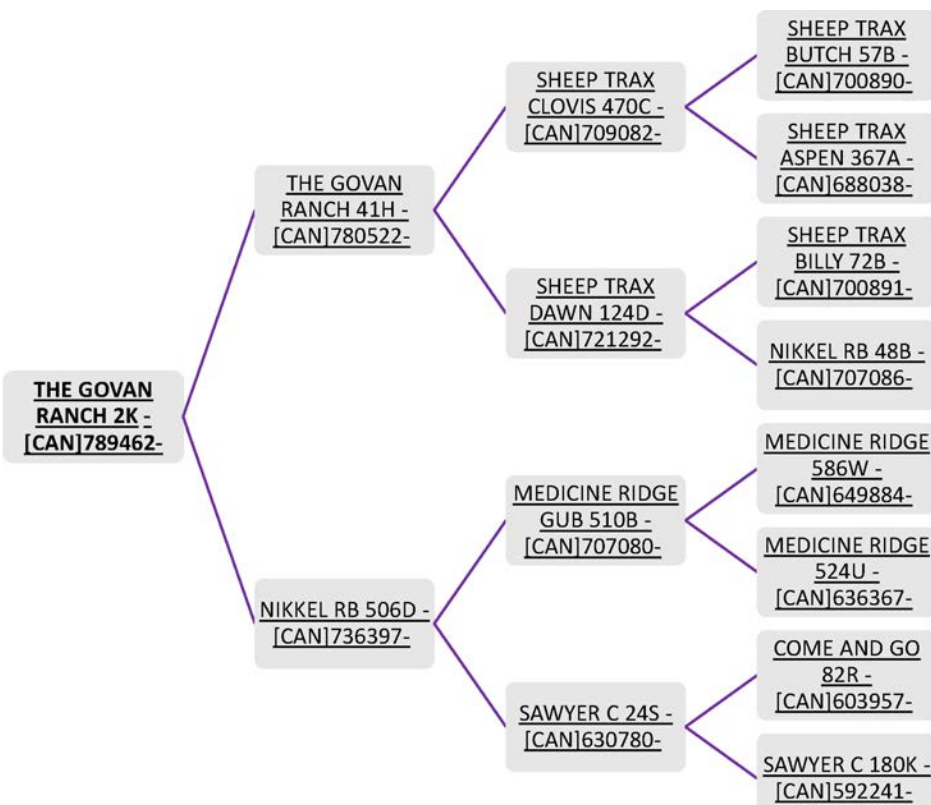 THE GOVAN
RANCH 2K -
[CAN]789462-
THE GOVAN
RANCH 41H -
[CAN]780522-
NIKKEL RB 506D -
[CAN]736397-
SHEEP TRAX
CLOVIS 470C -
[CAN]709082-
SHEEP TRAX
DAWN 124D -
[CAN]721292-
MEDICINE RIDGE
GUB 510B -
[CAN]707080-
SAWYER C 24S -
[CAN]630780-
SHEEP TRAX
BUTCH 57B -
[CAN]700890-
SHEEP TRAX
ASPEN 367A -
[CAN]688038-
SHEEP TRAX
BILLY 72B -
[CAN]700891-
NIKKEL RB 48B -
[CAN]707086-
MEDICINE RIDGE
586W -
[CAN]649884-
MEDICINE RIDGE
524U -
[CAN]636367-
COME AND GO
82R -
[CAN]603957-
SAWYER C 180K -
[CAN]592241-